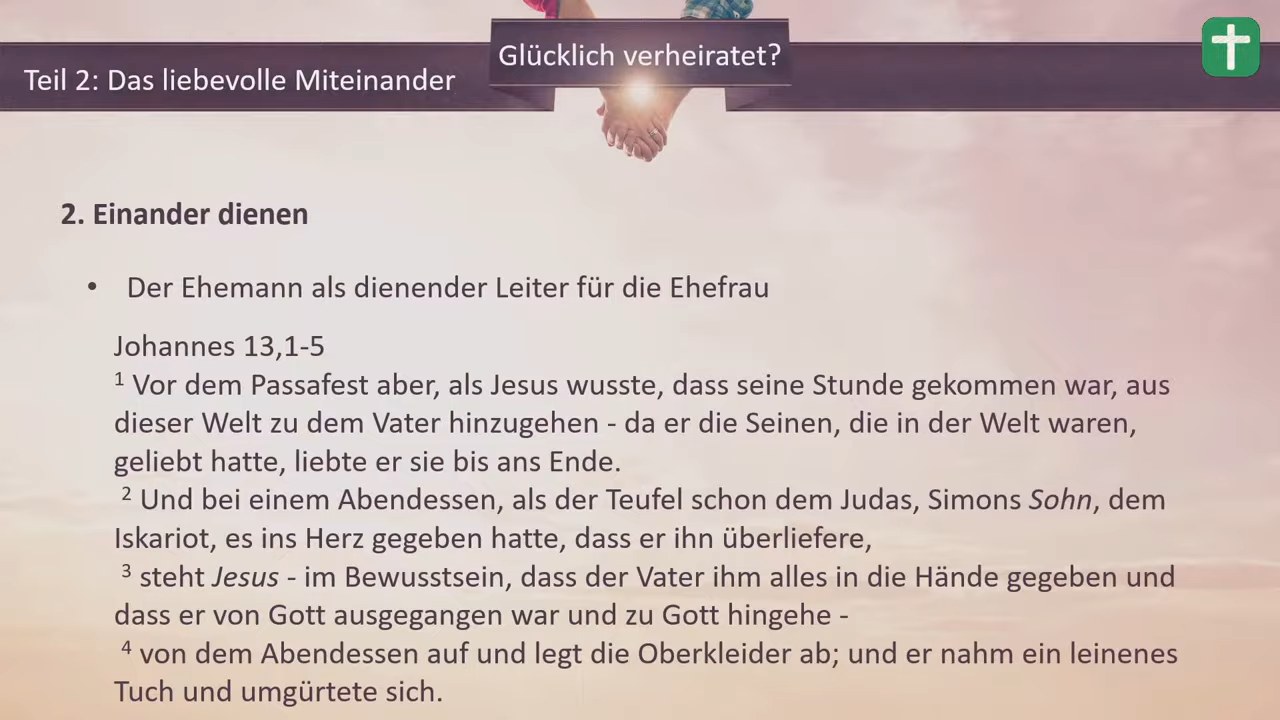 Glücklich verheiratet?
Teil 2: Das liebevolle Miteinander
2. Einander dienen
• Der Ehemann als dienender Leiter für die Ehefrau
Johannes 13,1-5
1 Vor dem Passafest aber, als Jesus wusste, dass seine Stunde gekommen war, aus
dieser Welt zu dem Vater hinzugehen - da er die Seinen, die in der Welt waren,
geliebt hatte, liebte er sie bis ans Ende.
2 Und bei einem Abendessen, als der Teufel schon dem Judas, Simons Sohn, dem
Iskariot, es ins Herz gegeben hatte, dass er ihn überliefere,
3 steht Jesus - im Bewusstsein, dass der Vater ihm alles in die Hände gegeben und
dass er von Gott ausgegangen war und zu Gott hingehe -
4 von dem Abendessen auf und legt die Oberkleider ab; und er nahm ein leinenes
Tuch und umgürtete sich.